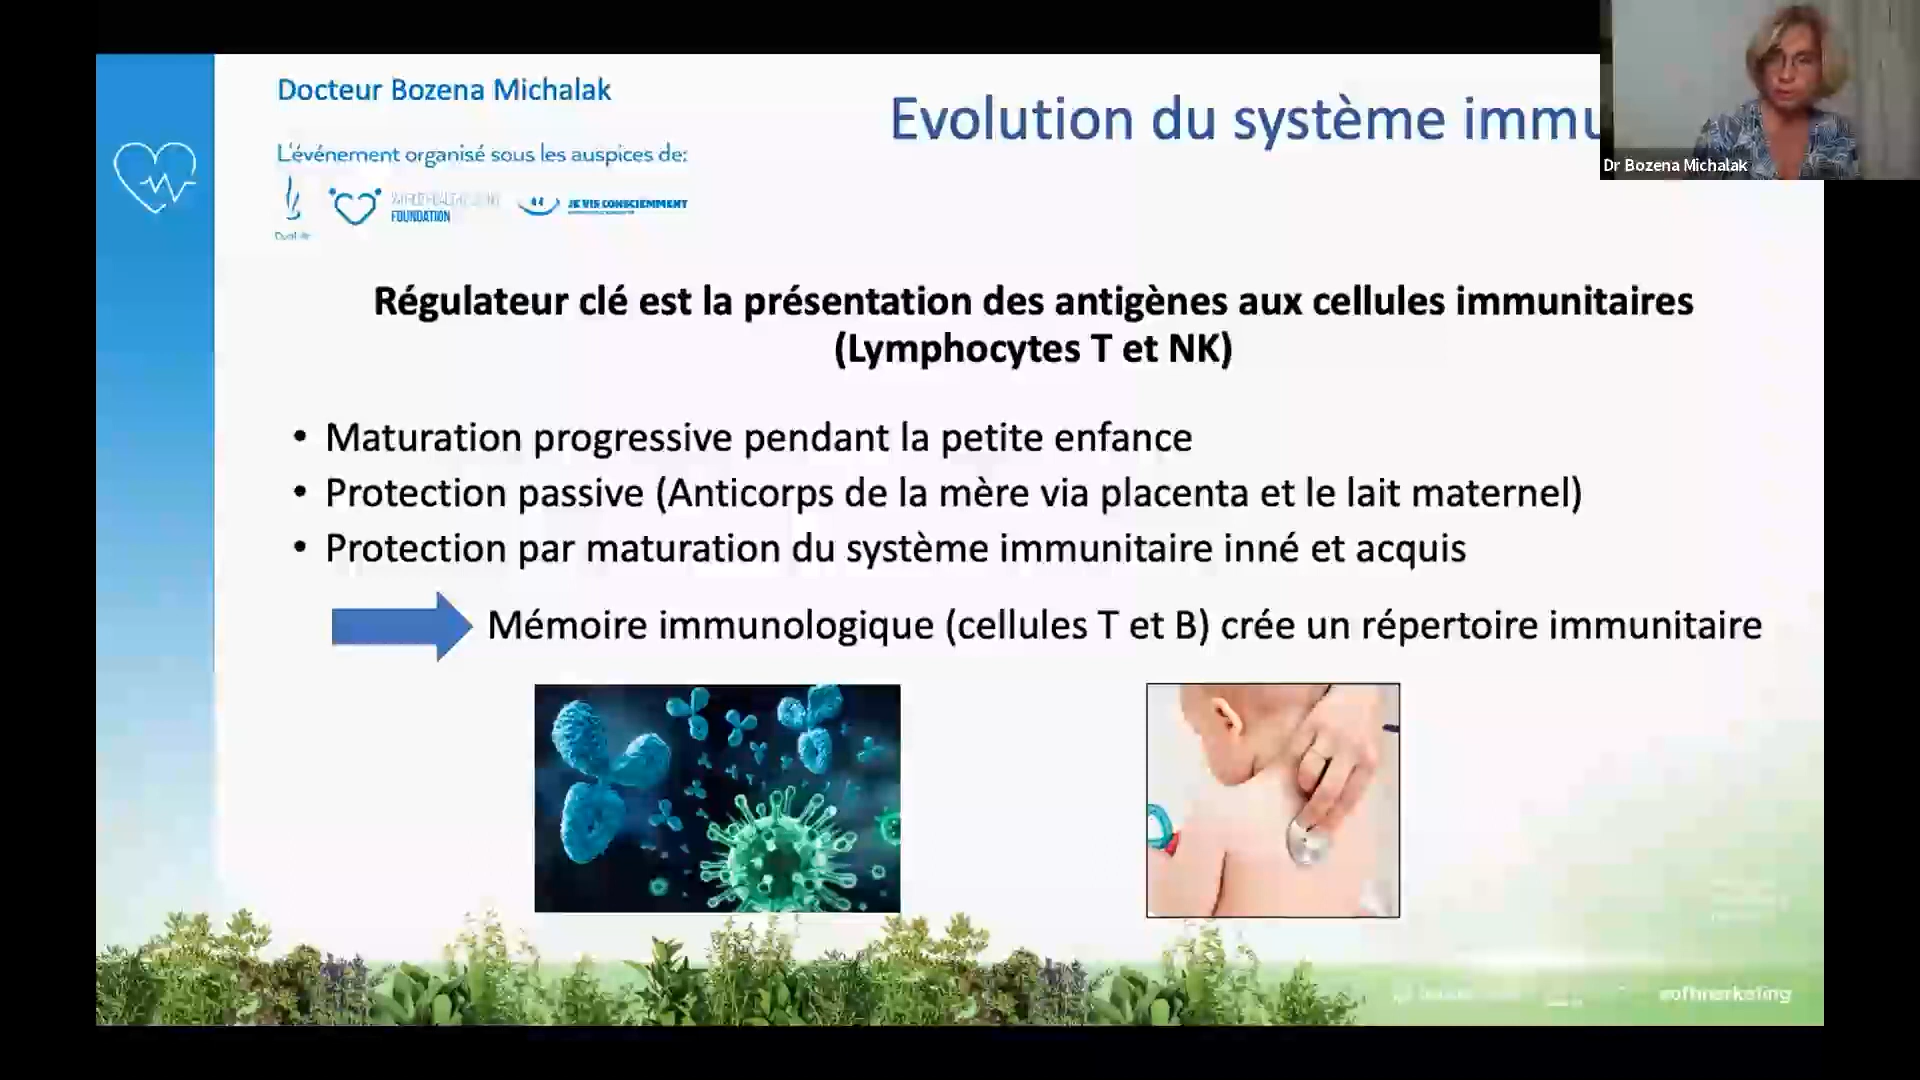 Docteur Bozena Michalak
Evolution du système immu
Dr Bozena Michalak
L'événement organisé sous les auspices de:
FOUNDATION
JE VIS CONSCIEMMENT
Régulateur clé est la présentation des antigènes aux cellules immunitaires
(Lymphocytes T et NK)
• Maturation progressive pendant la petite enfance
• Protection passive (Anticorps de la mère via placenta et le lait maternel)
• Protection par maturation du système immunitaire inné et acquis
Mémoire immunologique (cellules T et B) crée un répertoire immunitaire